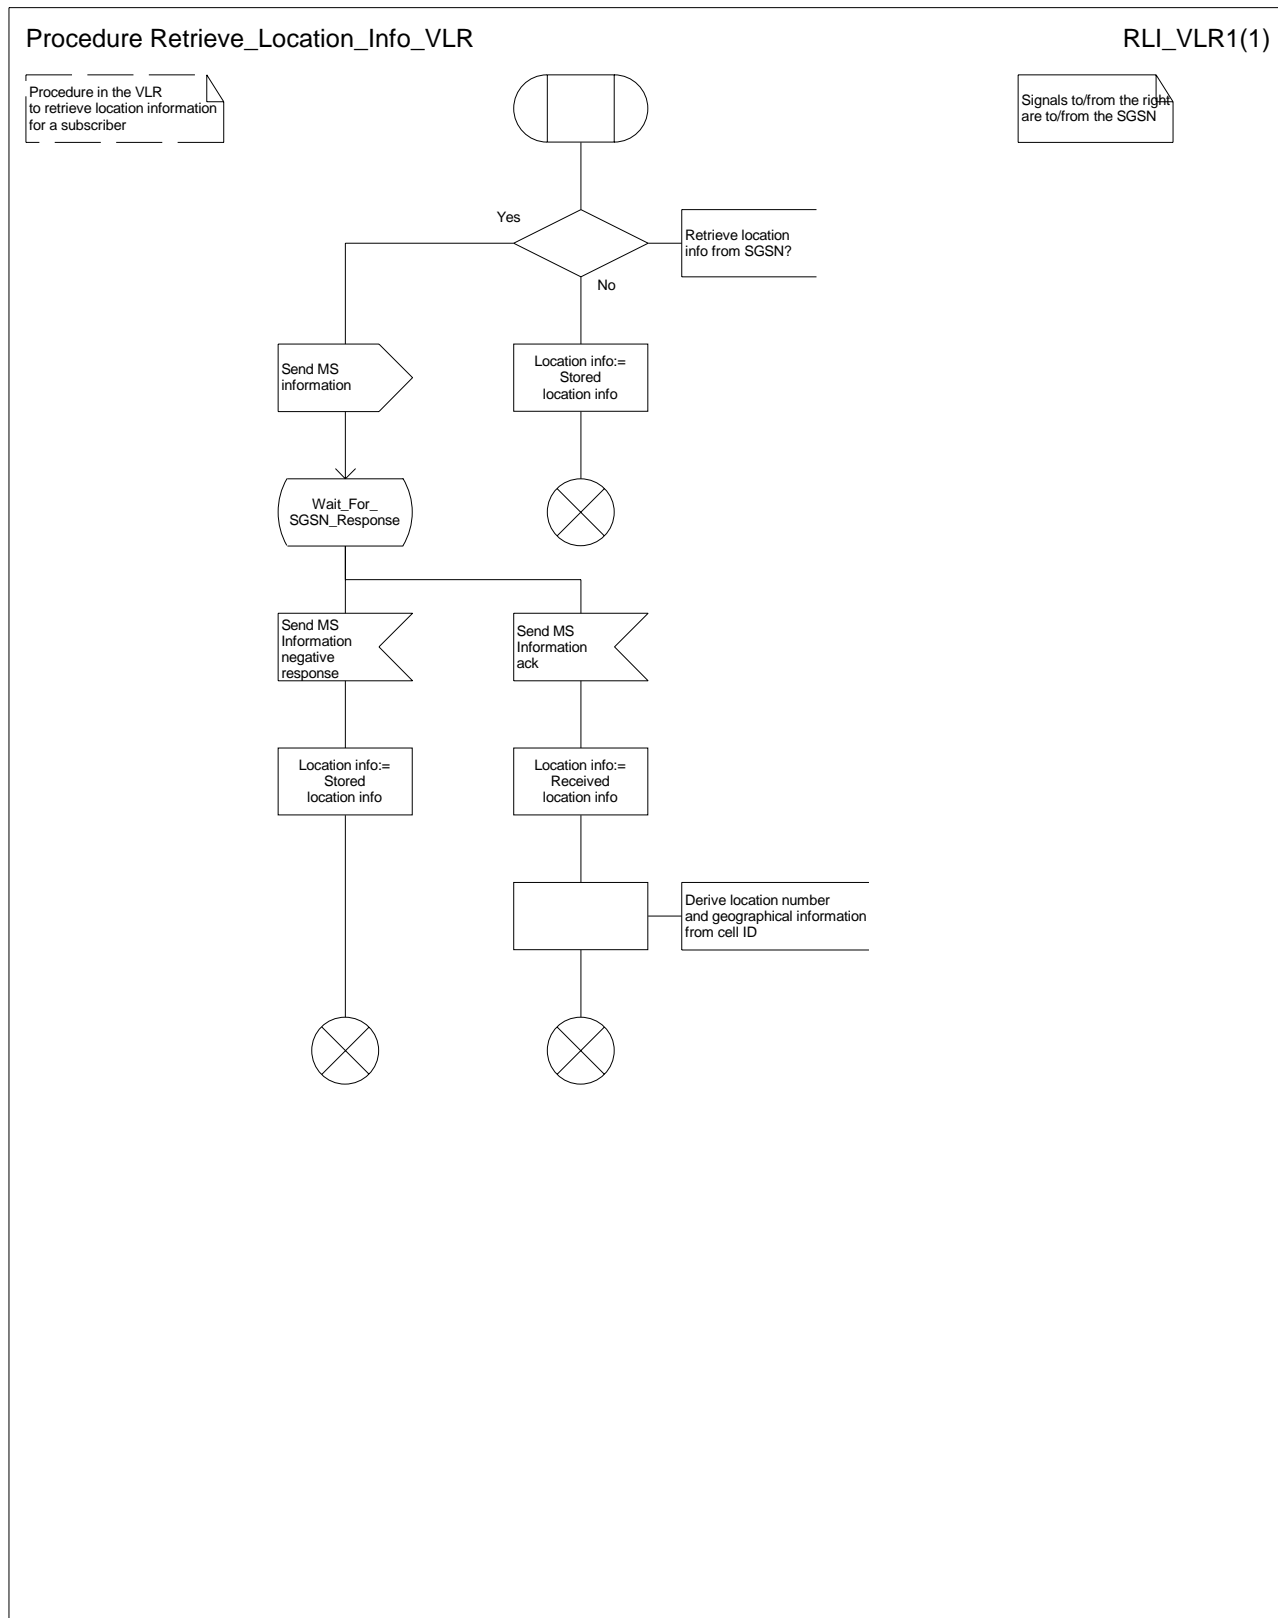 Procedure Retrieve_Location_Info_VLR
RLI_VLR1(1)
Procedure in the VLR
to retrieve location information
for a subscriber
Signals to/from the right
are to/from the SGSN
Yes
Retrieve location
info from SGSN?
No
Send MS
information
Location info:=
Stored
location info
Wait_For_
SGSN_Response
Send MS
Information
negative
response
Send MS
Information
ack
Location info:=
Stored
location info
Location info:=
Received
location info
Derive location number
and geographical information
from cell ID